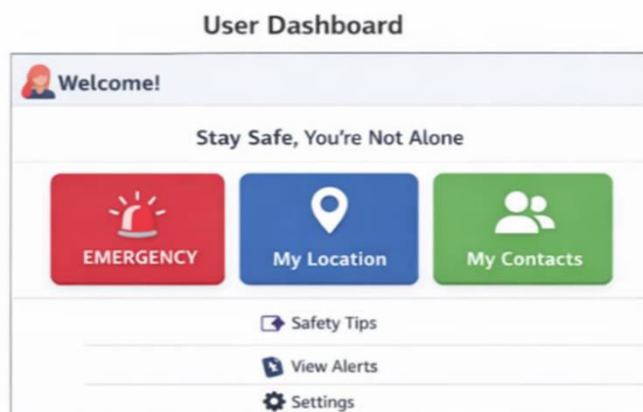 User Dashboard
Welcome!
Stay Safe, You're Not Alone
EMERGENCY
My Location
My Contacts
Safety Tips
View Alerts
Settings